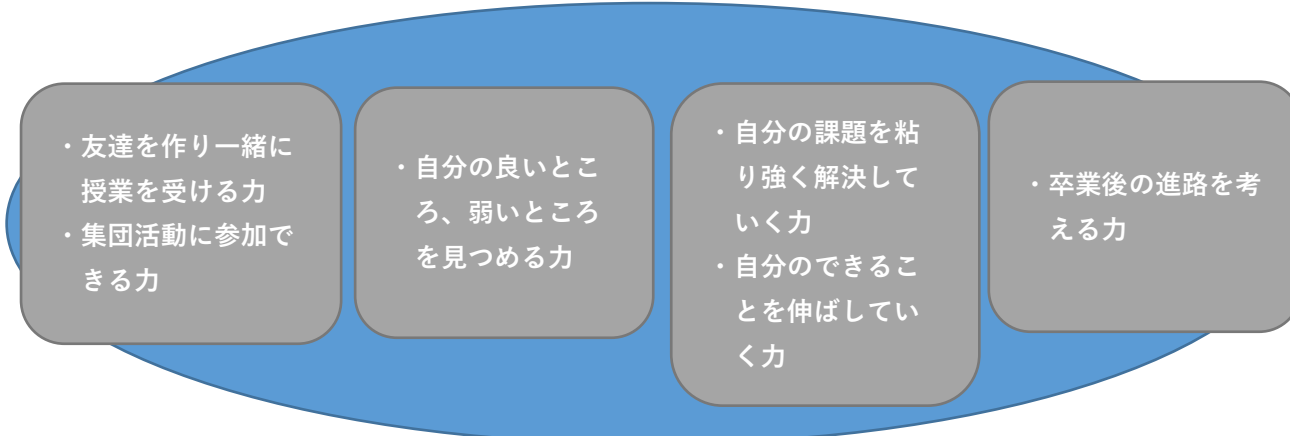 ・友達を作り一緒に
授業を受ける力
・集団活動に参加で
きる力
・自分の良いとこ
ろ、弱いところ
を見つめる力
・自分の課題を粘
り強く解決して
いく力
・自分のできるこ
とを伸ばしてい
く力
・卒業後の進路を考
える力